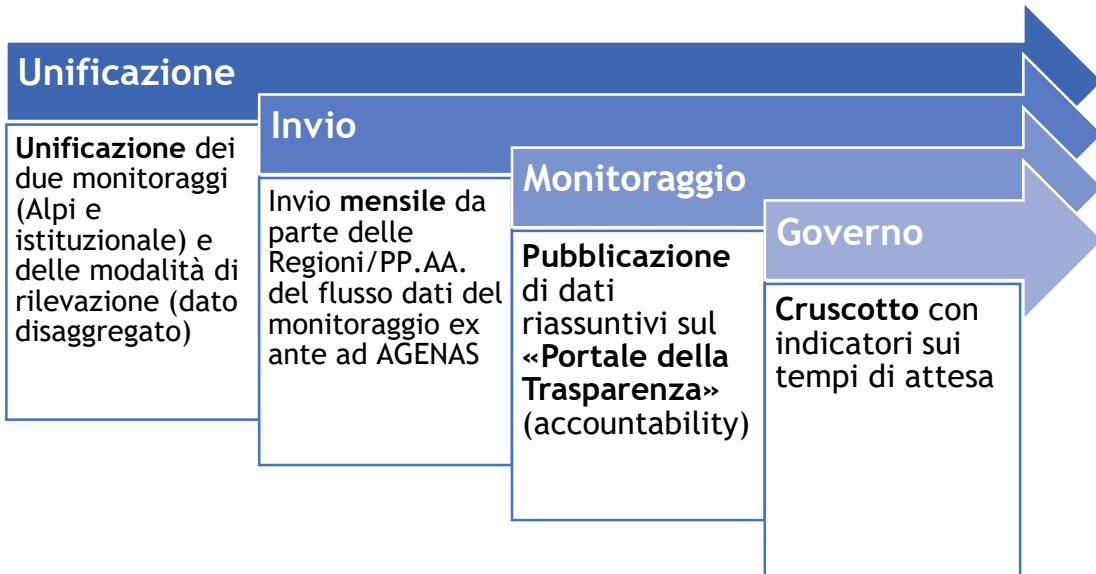 Unificazione
Unificazione dei
due monitoraggi
(Alpi e
istituzionale) e
delle modalità di
rilevazione (dato
disaggregato)
Invio
Invio mensile da
parte delle
Regioni/PP.AA.
del flusso dati del
monitoraggio ex
ante ad AGENAS
Monitoraggio
Pubblicazione
di dati
riassuntivi sul
«Portale della
Trasparenza»
(accountability)
Governo
Cruscotto con
indicatori sui
tempi di attesa